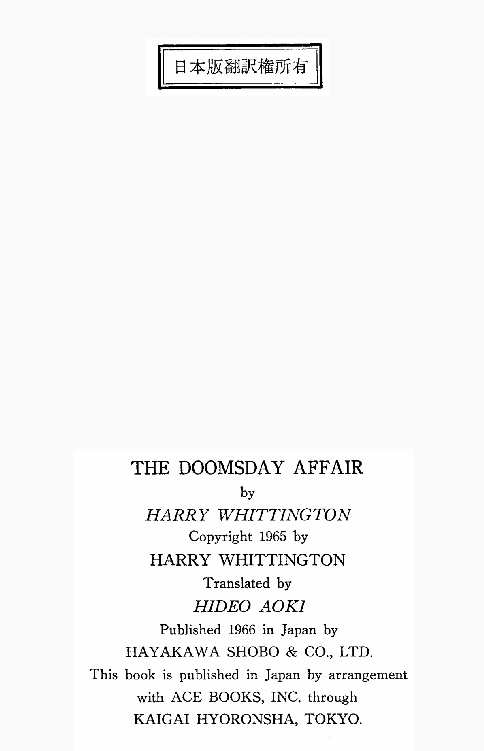 日本版翻訳権所有
THE DOOMSDAY AFFAIR
by
HARRY WHITTINGTON
Copyright 1965 by
HARRY WHITTINGTON
Translated by
HIDEO AOKI
Published 1966 in Japan by
HAYAKAWA SHOBO & CO., LTD.
This book is published in Japan by arrangement
with ACE BOOKS, INC. through
KAIGAI HYORONSHA, TOKYO.